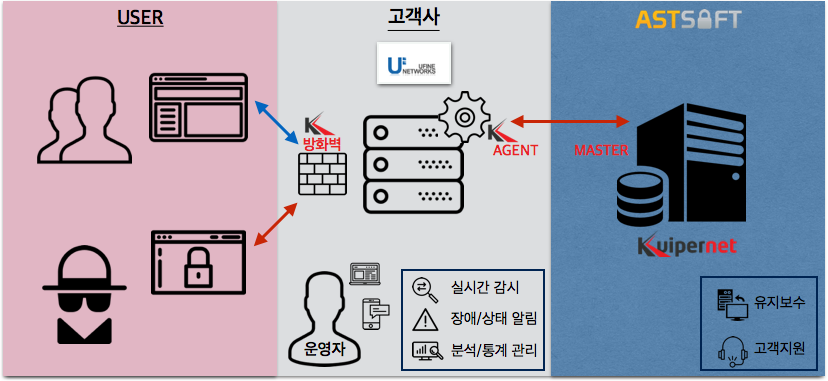 USER
고객사
ASTSOFT
U
UFINE
NETWORKS
K
방화벽
K
AGENT
MASTER
Kuipernet
운영자
실시간 감시
장애/상태 알림
분석/통계 관리
유지보수
고객지원